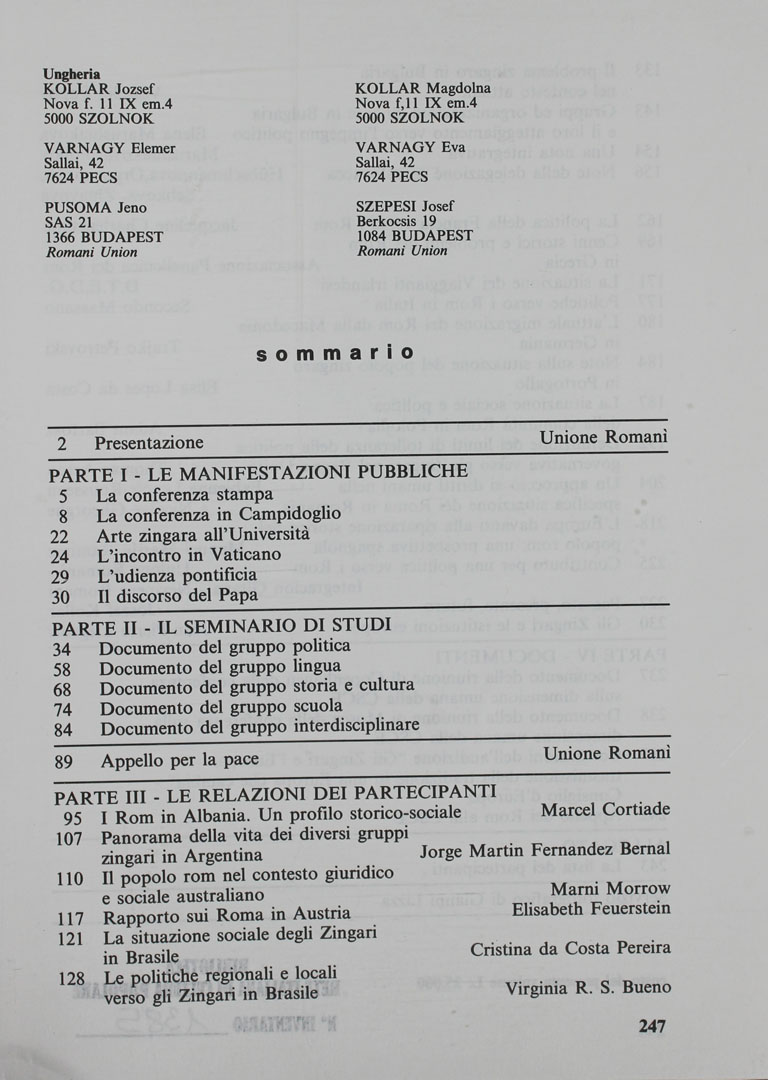 Ungheria
KOLLAR Jozsef
Nova f. 11 IX em.4
5000 SZOLNOK
VARNAGY Elemer
Sallai, 42
7624 PECS
PUSOMA Jeno
SAS 21
1366 BUDAPEST
Romani Union
KOLLAR Magdolna
Nova f,11 IX em.4
5000 SZOLNOK
VARNAGY Eva
Sallai, 42
7624 PECS
SZEPESI Josef
Berkocsis 19
1084 BUDAPEST
Romani Union
sommario
2 Presentazione Unione Romanì
PARTE I - LE MANIFESTAZIONI PUBBLICHE
5 La conferenza stampa
8 La conferenza in Campidoglio
22 Arte zingara all'Università
24 L'incontro in Vaticano
29 L'udienza pontificia
30 Il discorso del Papa
PARTE II - IL SEMINARIO DI STUDI
34 Documento del gruppo politica
58 Documento del gruppo lingua
68 Documento del gruppo storia e cultura
74 Documento del gruppo scuola
84 Documento del gruppo interdisciplinare
89 Appello per la pace Unione Romanì
PARTE III - LE RELAZIONI DEI PARTECIPANTI
95 I Rom in Albania. Un profilo storico-sociale Marcel Cortiade
107 Panorama della vita dei diversi gruppi
zingari in Argentina Jorge Martin Fernandez Bernal
110 Il popolo rom nel contesto giuridico
e sociale australiano Marni Morrow
117 Rapporto sui Roma in Austria Elisabeth Feuerstein
121 La situazione sociale degli Zingari
in Brasile Cristina da Costa Pereira
128 Le politiche regionali e locali
verso gli Zingari in Brasile Virginia R. S. Bueno
247